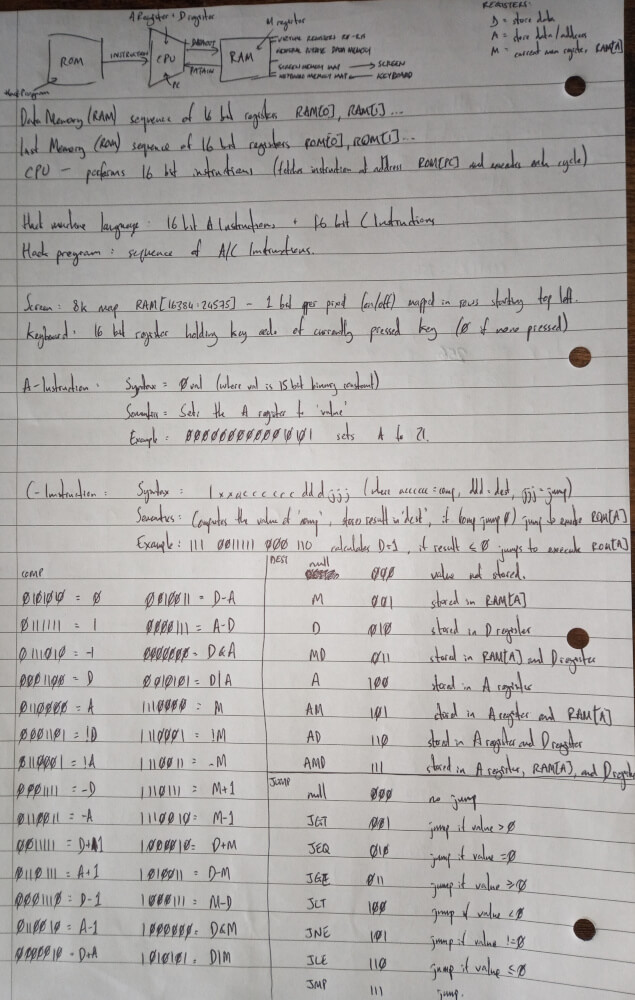 A Register + D register
M register
REGISTERS:
D = store data
A = store data/address
M = current mem register, RAM[A]
ROM
INSTRUCTION
CPU
PC
DATAOUT
DATAIN
RAM
VIRTUAL REGISTERS R0-R15
GENERAL PURPOSE DATA MEMORY
SCREEN MEMORY MAP → SCREEN
KEYBOARD MEMORY MAP ← KEYBOARD
Hack Program
Data Memory (RAM) sequence of 16 bit registers RAM[0], RAM[1]...
Memory (ROM) sequence of 16 bit registers ROM[0], ROM[1]...
CPU - performs 16 bit instructions ( instruction at address ROM[PC] and executes each cycle)
Hack machine language: 16 bit A Instructions + 16 bit C Instructions
Hack program: sequence of A/C Instructions.
Screen: 8k map RAM[16384:24575] - 1 bit per pixel (on/off) mapped in rows starting top left.
Keyboard: 16 bit register holding key code of currently pressed key (0 if none pressed)
A-Instruction: Syntax = 0 val (where val is 15 bit binary constant)
Semantics = Sets the A register to 'value'
Example: 0000000000010101 sets A to 21.
C-Instruction: Syntax: 1xxacccccc ddd jjj (where acccccc = comp, ddd = dest, jjj = jump)
Semantics: Computes the value of 'comp', stores result in 'dest', if (comp jump 0) jump to execute ROM[A]
Example: 111 0011111 000 110 calculates D+1, if result ≤ 0 jumps to execute ROM[A]
COMP
DEST
null 000 value not stored.
010100 = 0 0010011 = D-A M 001 stored in RAM[A]
0111111 = 1 0000111 = A-D D 010 stored in D register
0111010 = -1 0000000 = D&A MD 011 stored in RAM[A] and D register
0001100 = D 0010101 = D|A A 100 stored in A register
0110000 = A 1110000 = M AM 101 stored in A register and RAM[A]
0001101 = !D 1110001 = !M AD 110 stored in A register and D register
0110001 = !A 1110011 = -M AMD 111 stored in A register, RAM[A], and D register
JUMP
0001111 = -D 1110111 = M+1 null 000 no jump
0110011 = -A 1110010 = M-1 JGT 001 jump if value > 0
0011111 = D+1 1000010 = D+M JEQ 010 jump if value = 0
0110111 = A+1 1010011 = D-M JGE 011 jump if value ≥ 0
0001110 = D-1 1000111 = M-D JLT 100 jump if value < 0
0110010 = A-1 1000000 = D&M JNE 101 jump if value != 0
0000010 = D+A 1010101 = D|M JLE 110 jump if value ≤ 0
JMP 111 jump.